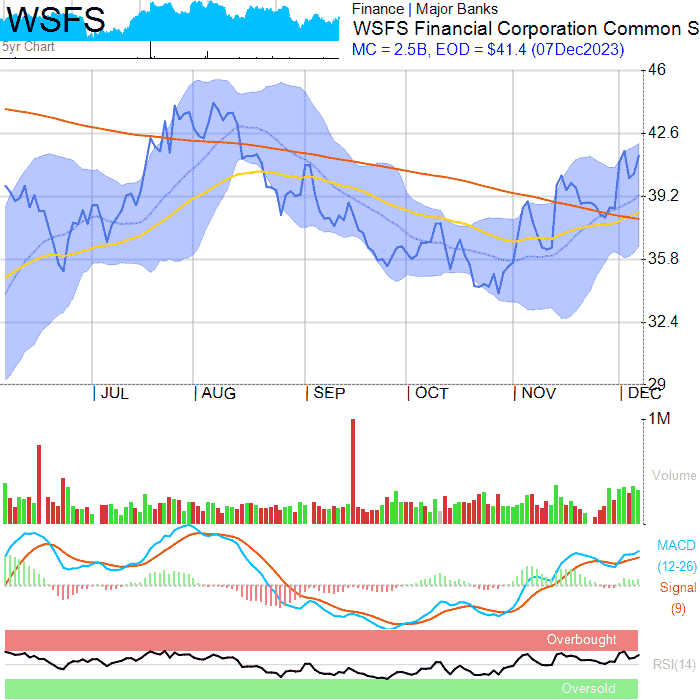 WSFS
5yr Chart
Finance | Major Banks
WSFS Financial Corporation Common S
MC = 2.5B, EOD = $41.4 (07Dec2023)
46
42.6
39.2
35.8
32.4
29
JUL AUG SEP OCT NOV DEC
1M
Volume
MACD
(12-26)
Signal
(9)
Overbought
RSI(14)
Oversold